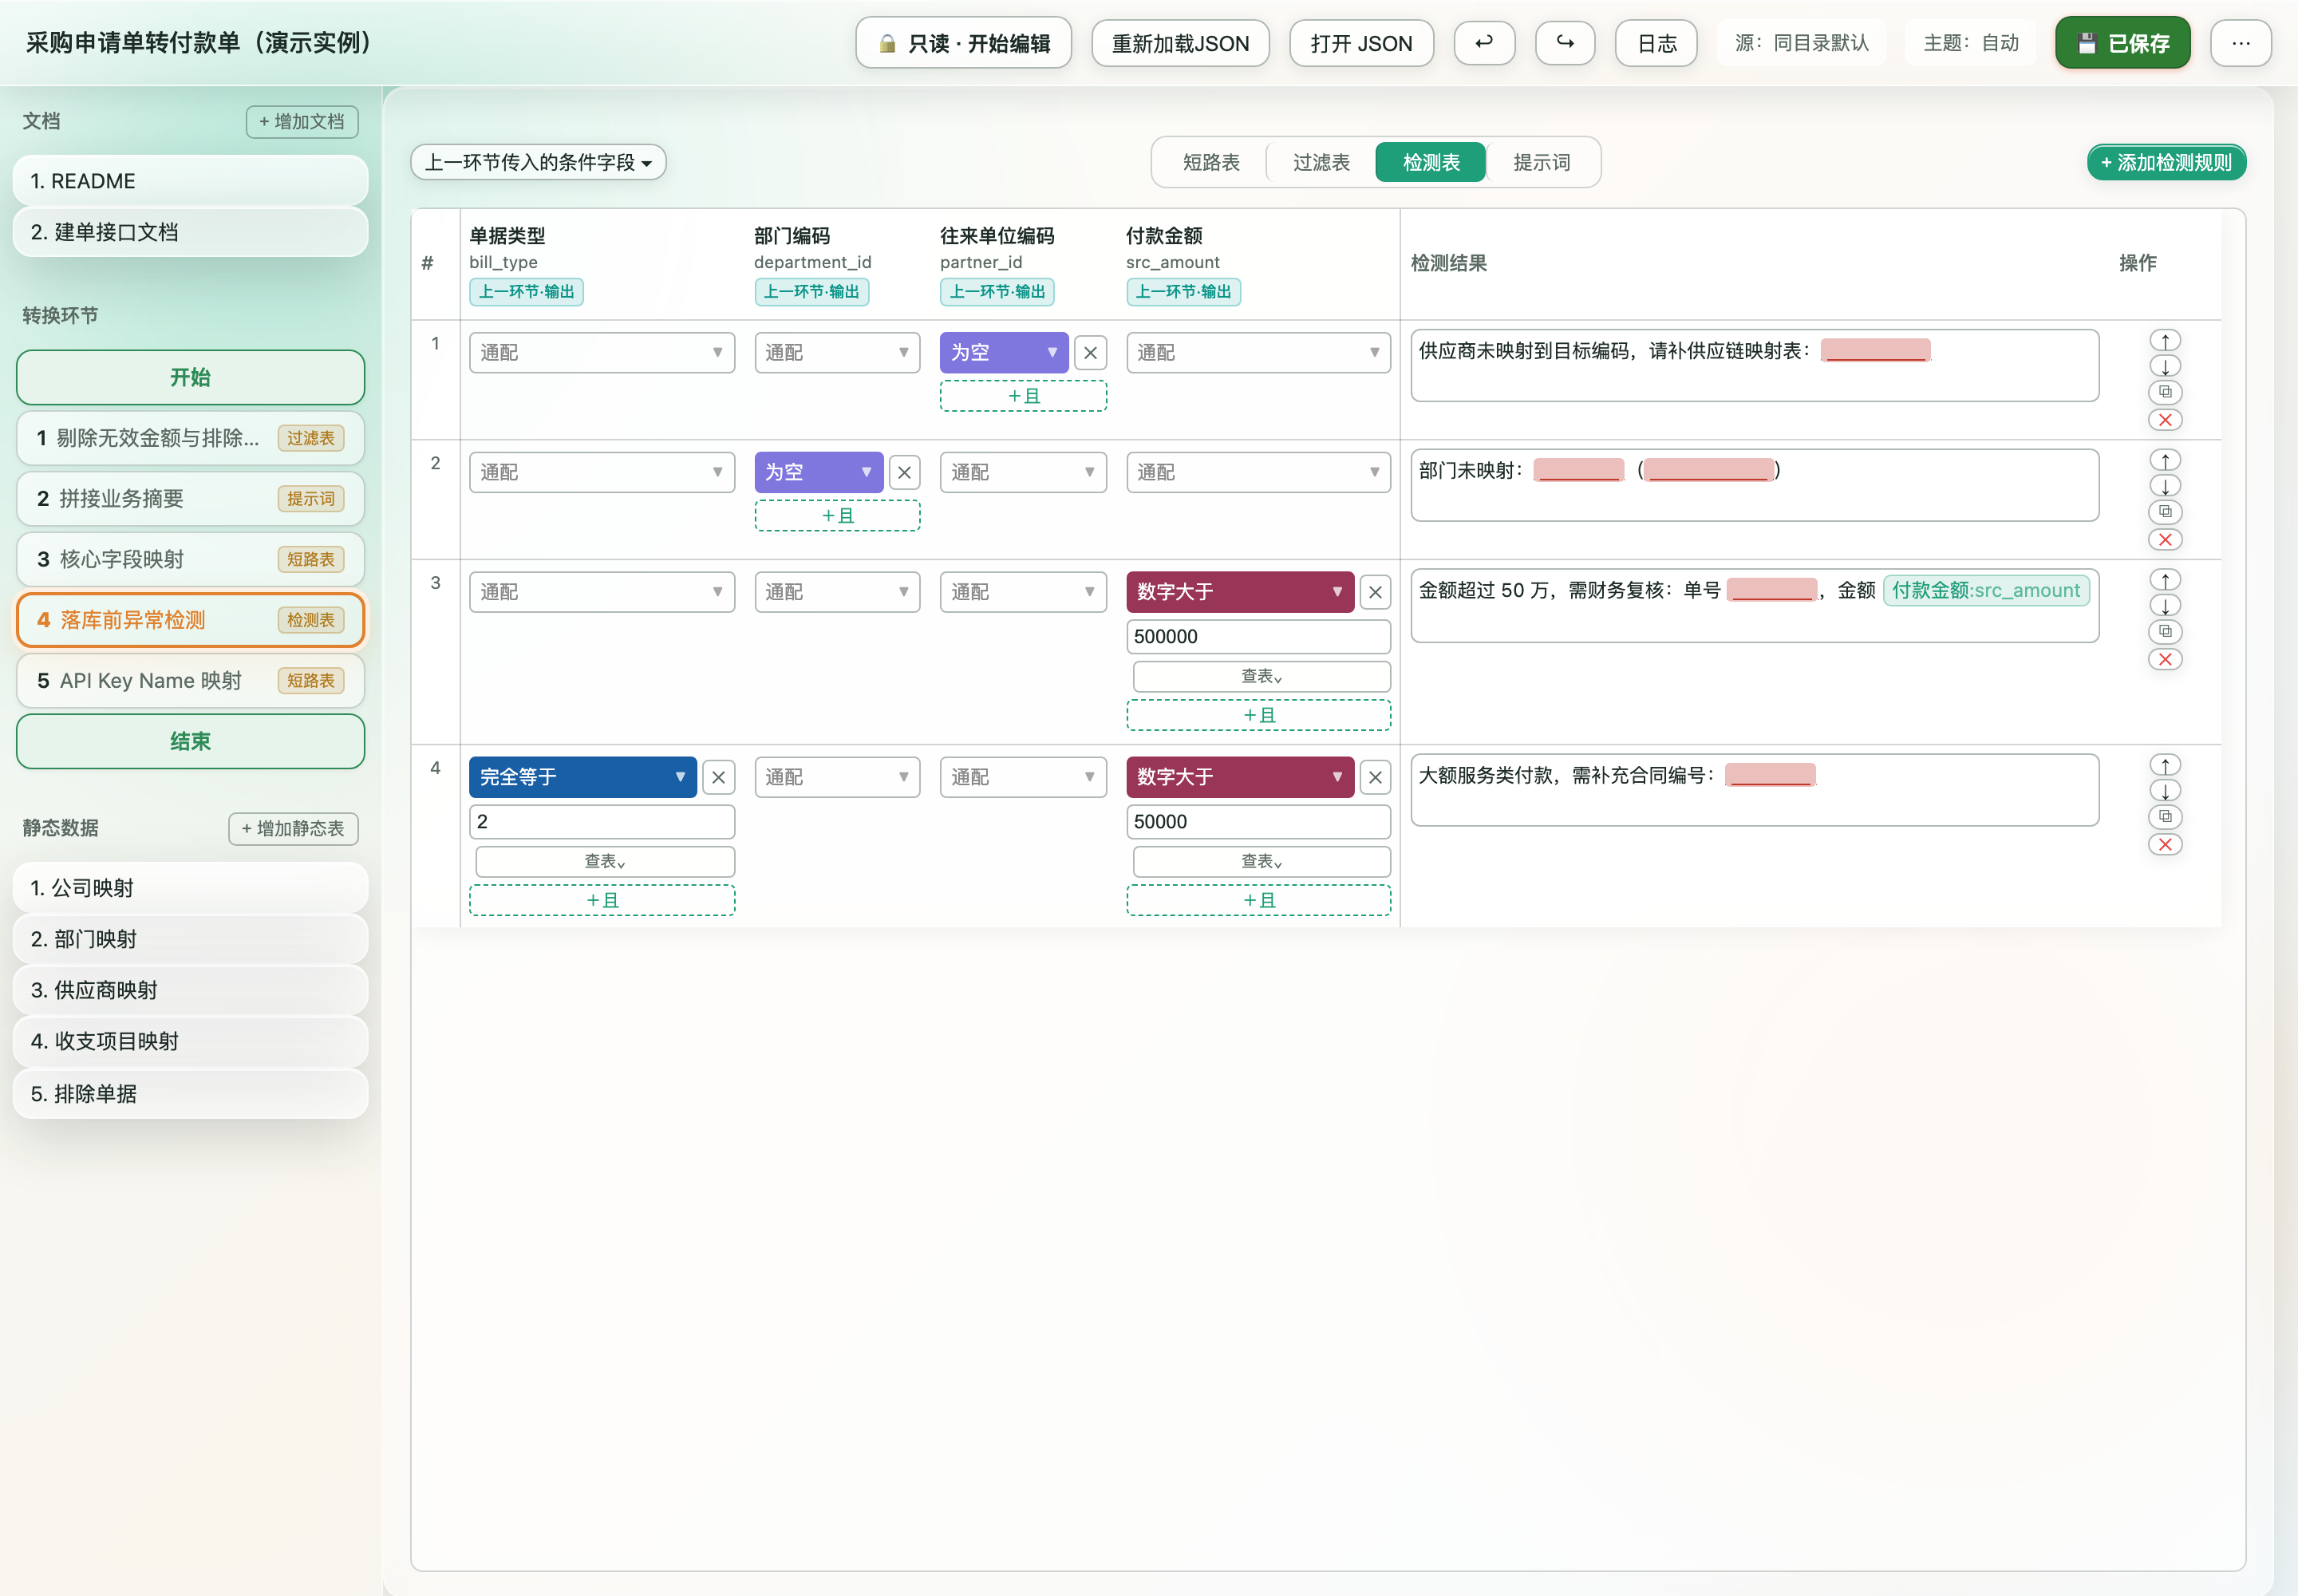 采购申请单转付款单（演示实例）
只读 · 开始编辑
重新加载JSON
打开 JSON
日志
源：同目录默认
主题：自动
已保存
...
文档
+ 增加文档
1. README
2. 建单接口文档
转换环节
开始
1 剔除无效金额与排除... 过滤表
2 拼接业务摘要 提示词
3 核心字段映射 短路表
4 落库前异常检测 检测表
5 API Key Name 映射 短路表
结束
静态数据
+ 增加静态表
1. 公司映射
2. 部门映射
3. 供应商映射
4. 收支项目映射
5. 排除单据
上一环节传入的条件字段
短路表 过滤表 检测表 提示词
+ 添加检测规则
# 单据类型 部门编码 往来单位编码 付款金额 检测结果 操作
bill_type department_id partner_id src_amount
上一环节·输出 上一环节·输出 上一环节·输出 上一环节·输出
1 通配 通配 为空 × 通配 供应商未映射到目标编码，请补供应链映射表： ↑
+且 ↓
×
2 通配 为空 × 通配 通配 部门未映射： （ ） ↑
+且 ↓
×
3 通配 通配 通配 数字大于 × 金额超过 50 万，需财务复核：单号 ，金额 付款金额:src_amount ↑
500000 ↓
查表 ×
+且
4 完全等于 × 通配 通配 数字大于 × 大额服务类付款，需补充合同编号： ↑
2 50000 ↓
查表 查表 ×
+且 +且